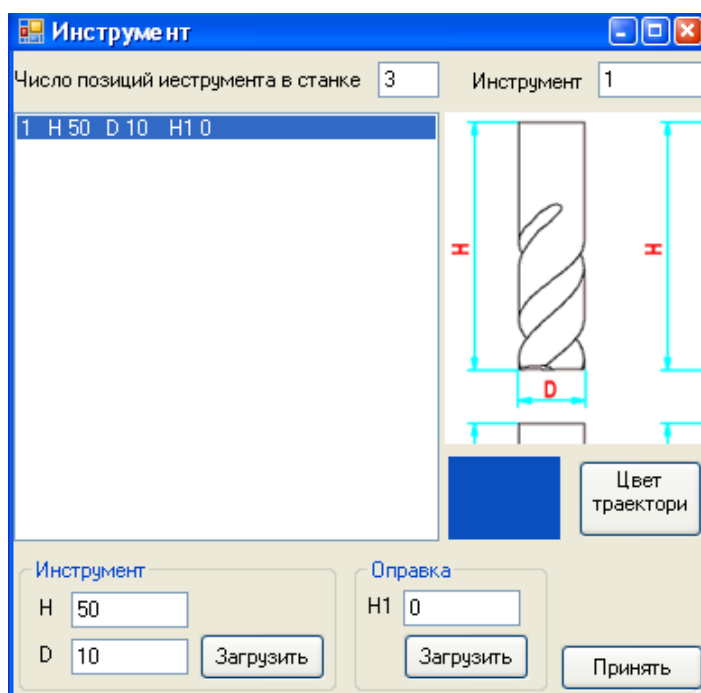 Инструмент
Число позиций иеструмента в станке 3 Инструмент 1
1 H 50 D 10 H1 0
H H
D
Цвет
траектори
Инструмент Оправка
H 50 H1 0
D 10 Загрузить Загрузить
Принять